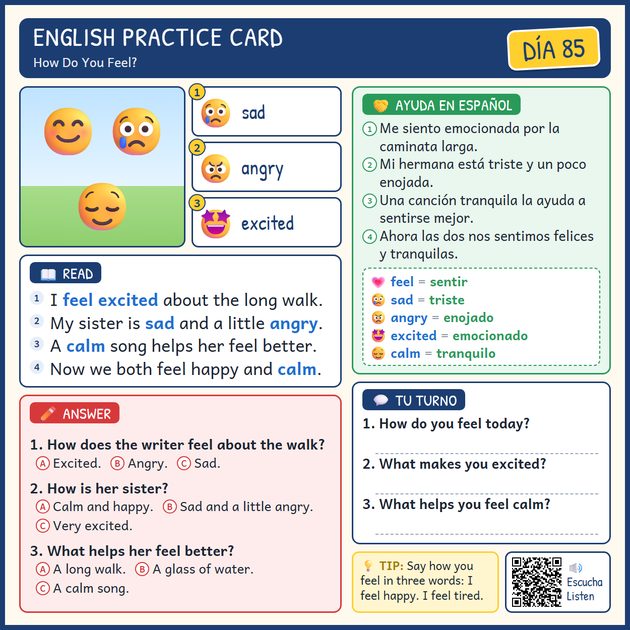 ENGLISH PRACTICE CARD
How Do You Feel?
DÍA 85
1
sad
2
angry
3
excited
READ
1 I feel excited about the long walk.
2 My sister is sad and a little angry.
3 A calm song helps her feel better.
4 Now we both feel happy and calm.
ANSWER
1. How does the writer feel about the walk?
A Excited. B Angry. C Sad.
2. How is her sister?
A Calm and happy. B Sad and a little angry.
C Very excited.
3. What helps her feel better?
A A long walk. B A glass of water.
C A calm song.
AYUDA EN ESPAÑOL
1 Me siento emocionada por la
caminata larga.
2 Mi hermana está triste y un poco
enojada.
3 Una canción tranquila la ayuda a
sentirse mejor.
4 Ahora las dos nos sentimos felices
y tranquilas.
feel = sentir
sad = triste
angry = enojado
excited = emocionado
calm = tranquilo
TU TURNO
1. How do you feel today?
2. What makes you excited?
3. What helps you feel calm?
TIP: Say how you
feel in three words: I
feel happy. I feel tired.
Escucha
Listen